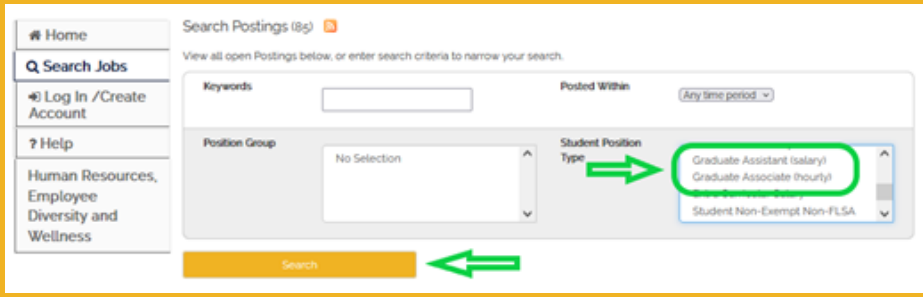 Home
Search Jobs
Log In /Create
Account
? Help
Human Resources,
Employee
Diversity and
Wellness
Search Postings (85)
View all open Postings below, or enter search criteria to narrow your search.
Keywords
Posted Within
Any time period
Position Group
No Selection
Student Position
Type
Graduate Assistant (salary)
Graduate Associate (hourly)
Student Non-Exempt Non-FLSA
Search